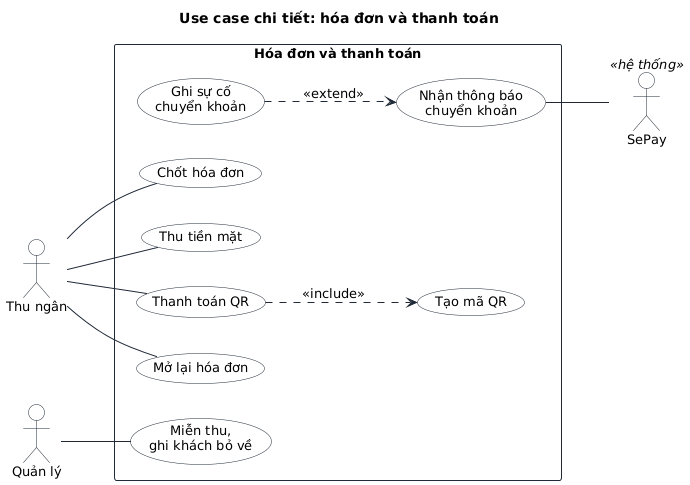 Use case chi tiết: hóa đơn và thanh toán
Hóa đơn và thanh toán
«hệ thống»
SePay
Ghi sự cố
chuyển khoản
«extend»
Nhận thông báo
chuyển khoản
Chốt hóa đơn
Thu tiền mặt
Thu ngân
Thanh toán QR
«include»
Tạo mã QR
Mở lại hóa đơn
Quản lý
Miễn thu,
ghi khách bỏ về